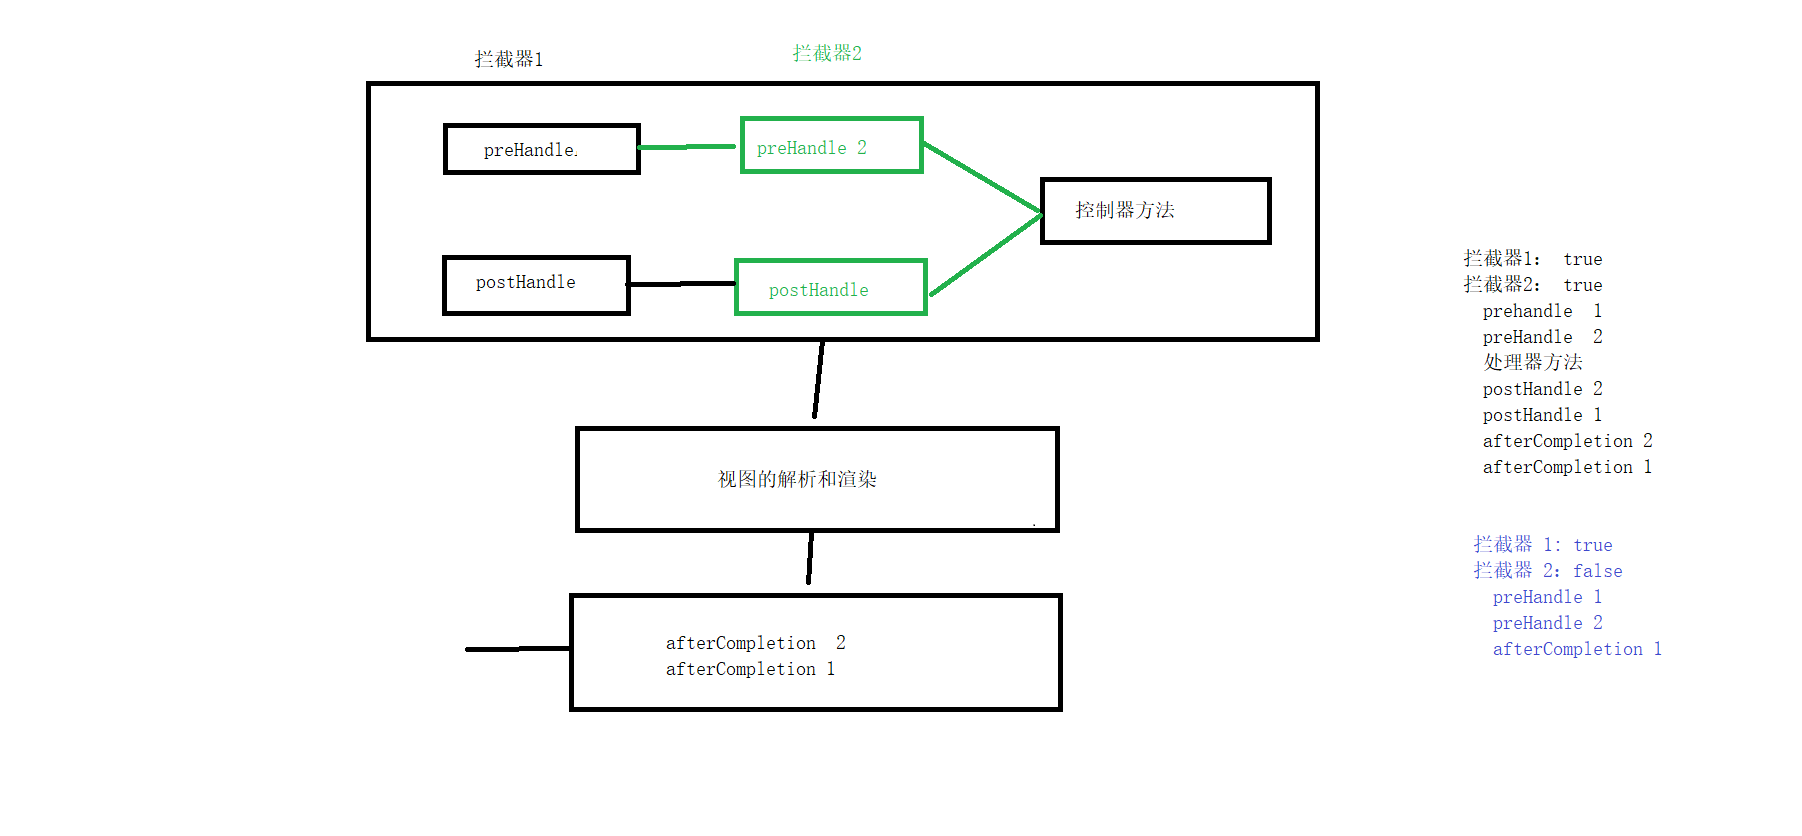 拦截器1
拦截器2
preHandle
preHandle 2
控制器方法
postHandle
postHandle
视图的解析和渲染
afterCompletion  2
afterCompletion 1
拦截器1： true
拦截器2： true
prehandle  1
preHandle  2
处理器方法
postHandle 2
postHandle 1
afterCompletion 2
afterCompletion 1
拦截器 1: true
拦截器 2：false
preHandle 1
preHandle 2
afterCompletion 1